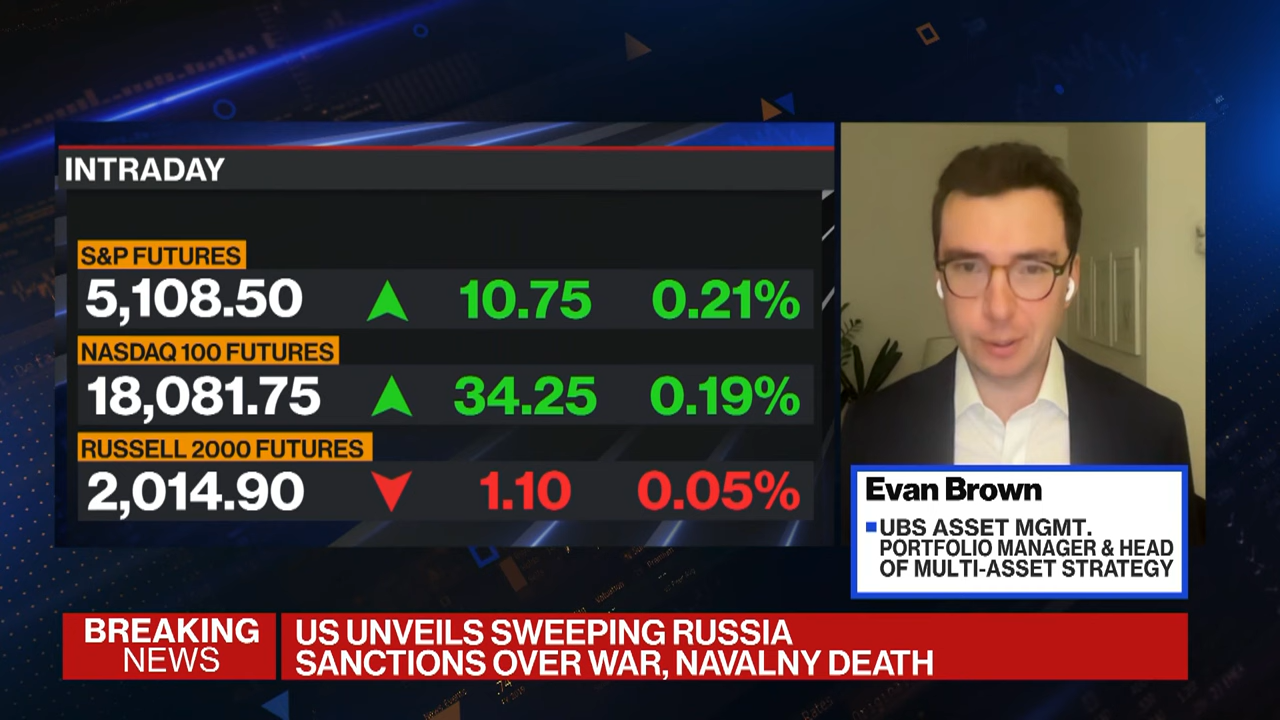 INTRADAY
S&P FUTURES
5,108.50 10.75 0.21%
NASDAQ 100 FUTURES
18,081.75 34.25 0.19%
RUSSELL 2000 FUTURES
2,014.90 1.10 0.05%
Evan Brown
UBS ASSET MGMT.
PORTFOLIO MANAGER & HEAD
OF MULTI-ASSET STRATEGY
BREAKING
NEWS
US UNVEILS SWEEPING RUSSIA
SANCTIONS OVER WAR, NAVALNY DEATH